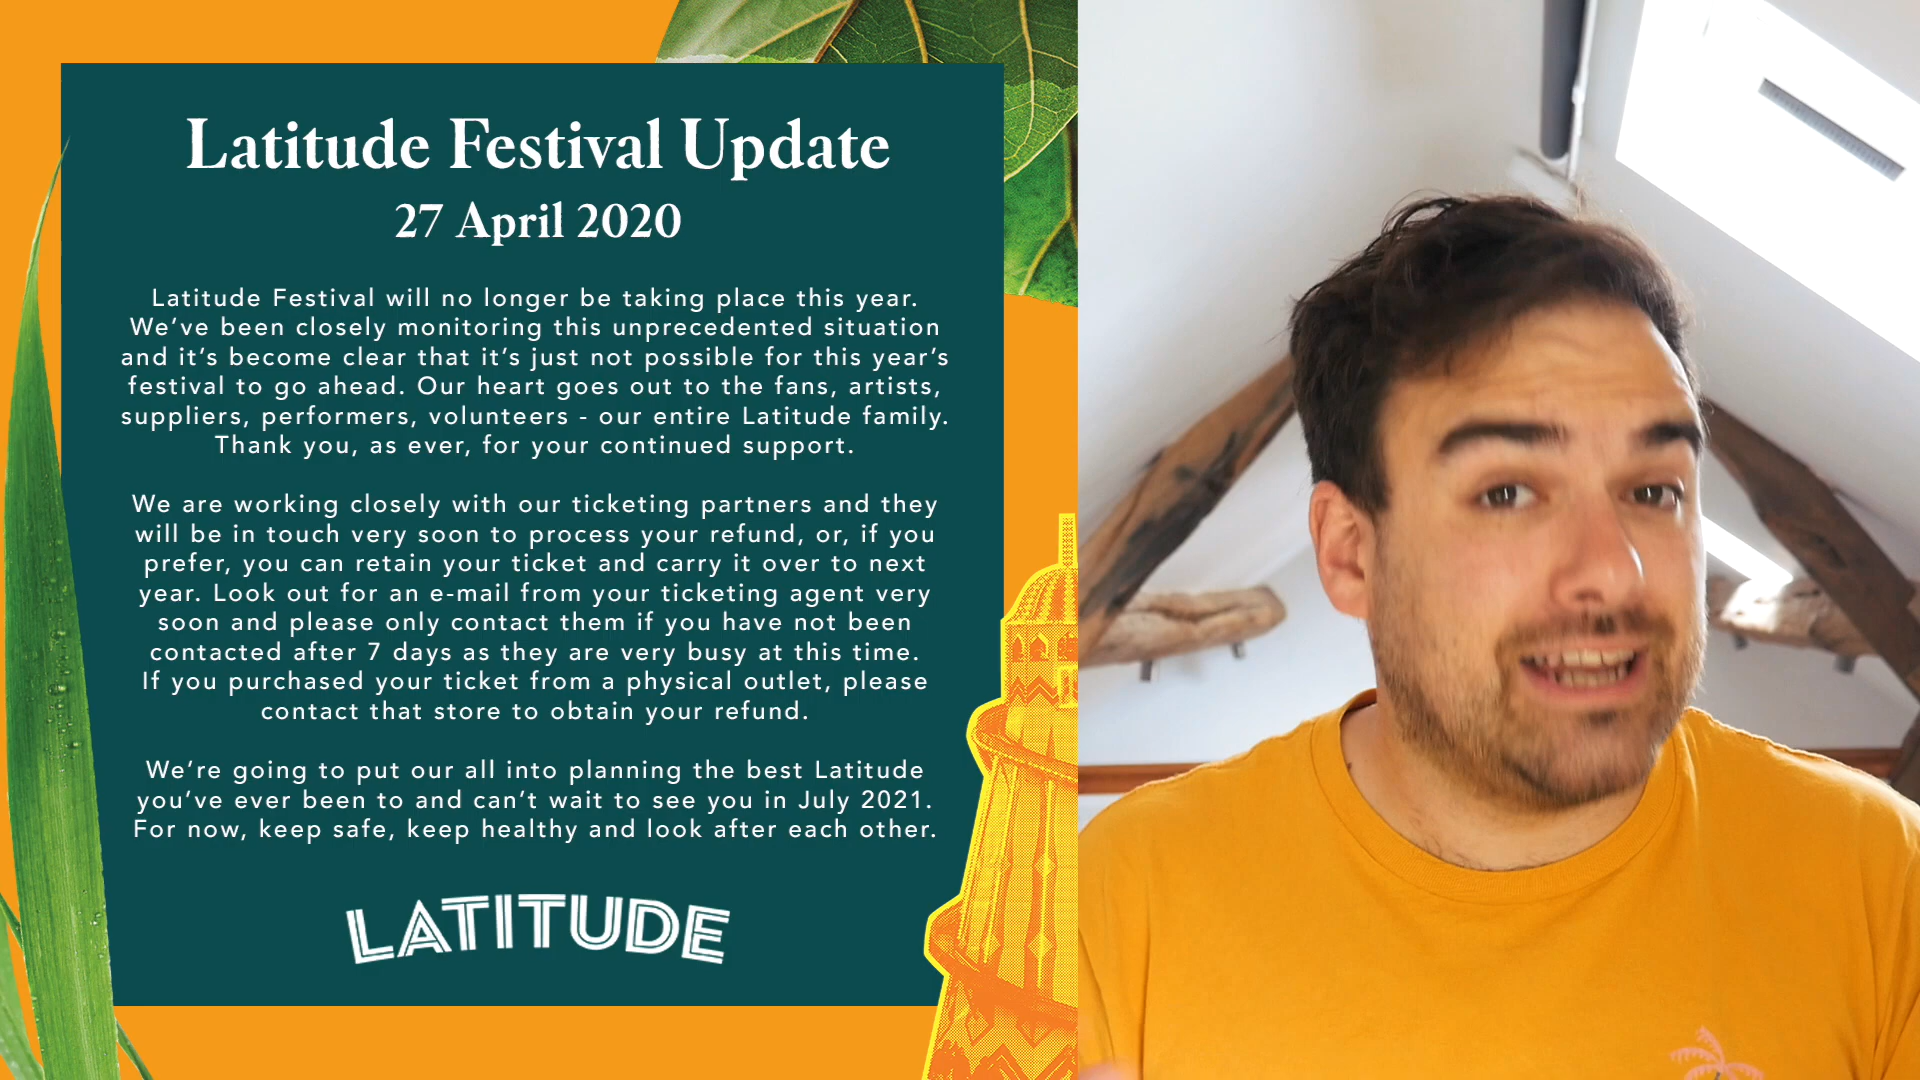 Latitude Festival Update
27 April 2020
Latitude Festival will no longer be taking place this year.
We’ve been closely monitoring this unprecedented situation
and it’s become clear that it’s just not possible for this year’s
festival to go ahead. Our heart goes out to the fans, artists,
suppliers, performers, volunteers - our entire Latitude family.
Thank you, as ever, for your continued support.
We are working closely with our ticketing partners and they
will be in touch very soon to process your refund, or, if you
prefer, you can retain your ticket and carry it over to next
year. Look out for an e-mail from your ticketing agent very
soon and please only contact them if you have not been
contacted after 7 days as they are very busy at this time.
If you purchased your ticket from a physical outlet, please
contact that store to obtain your refund.
We’re going to put our all into planning the best Latitude
you’ve ever been to and can’t wait to see you in July 2021.
For now, keep safe, keep healthy and look after each other.
LATITUDE